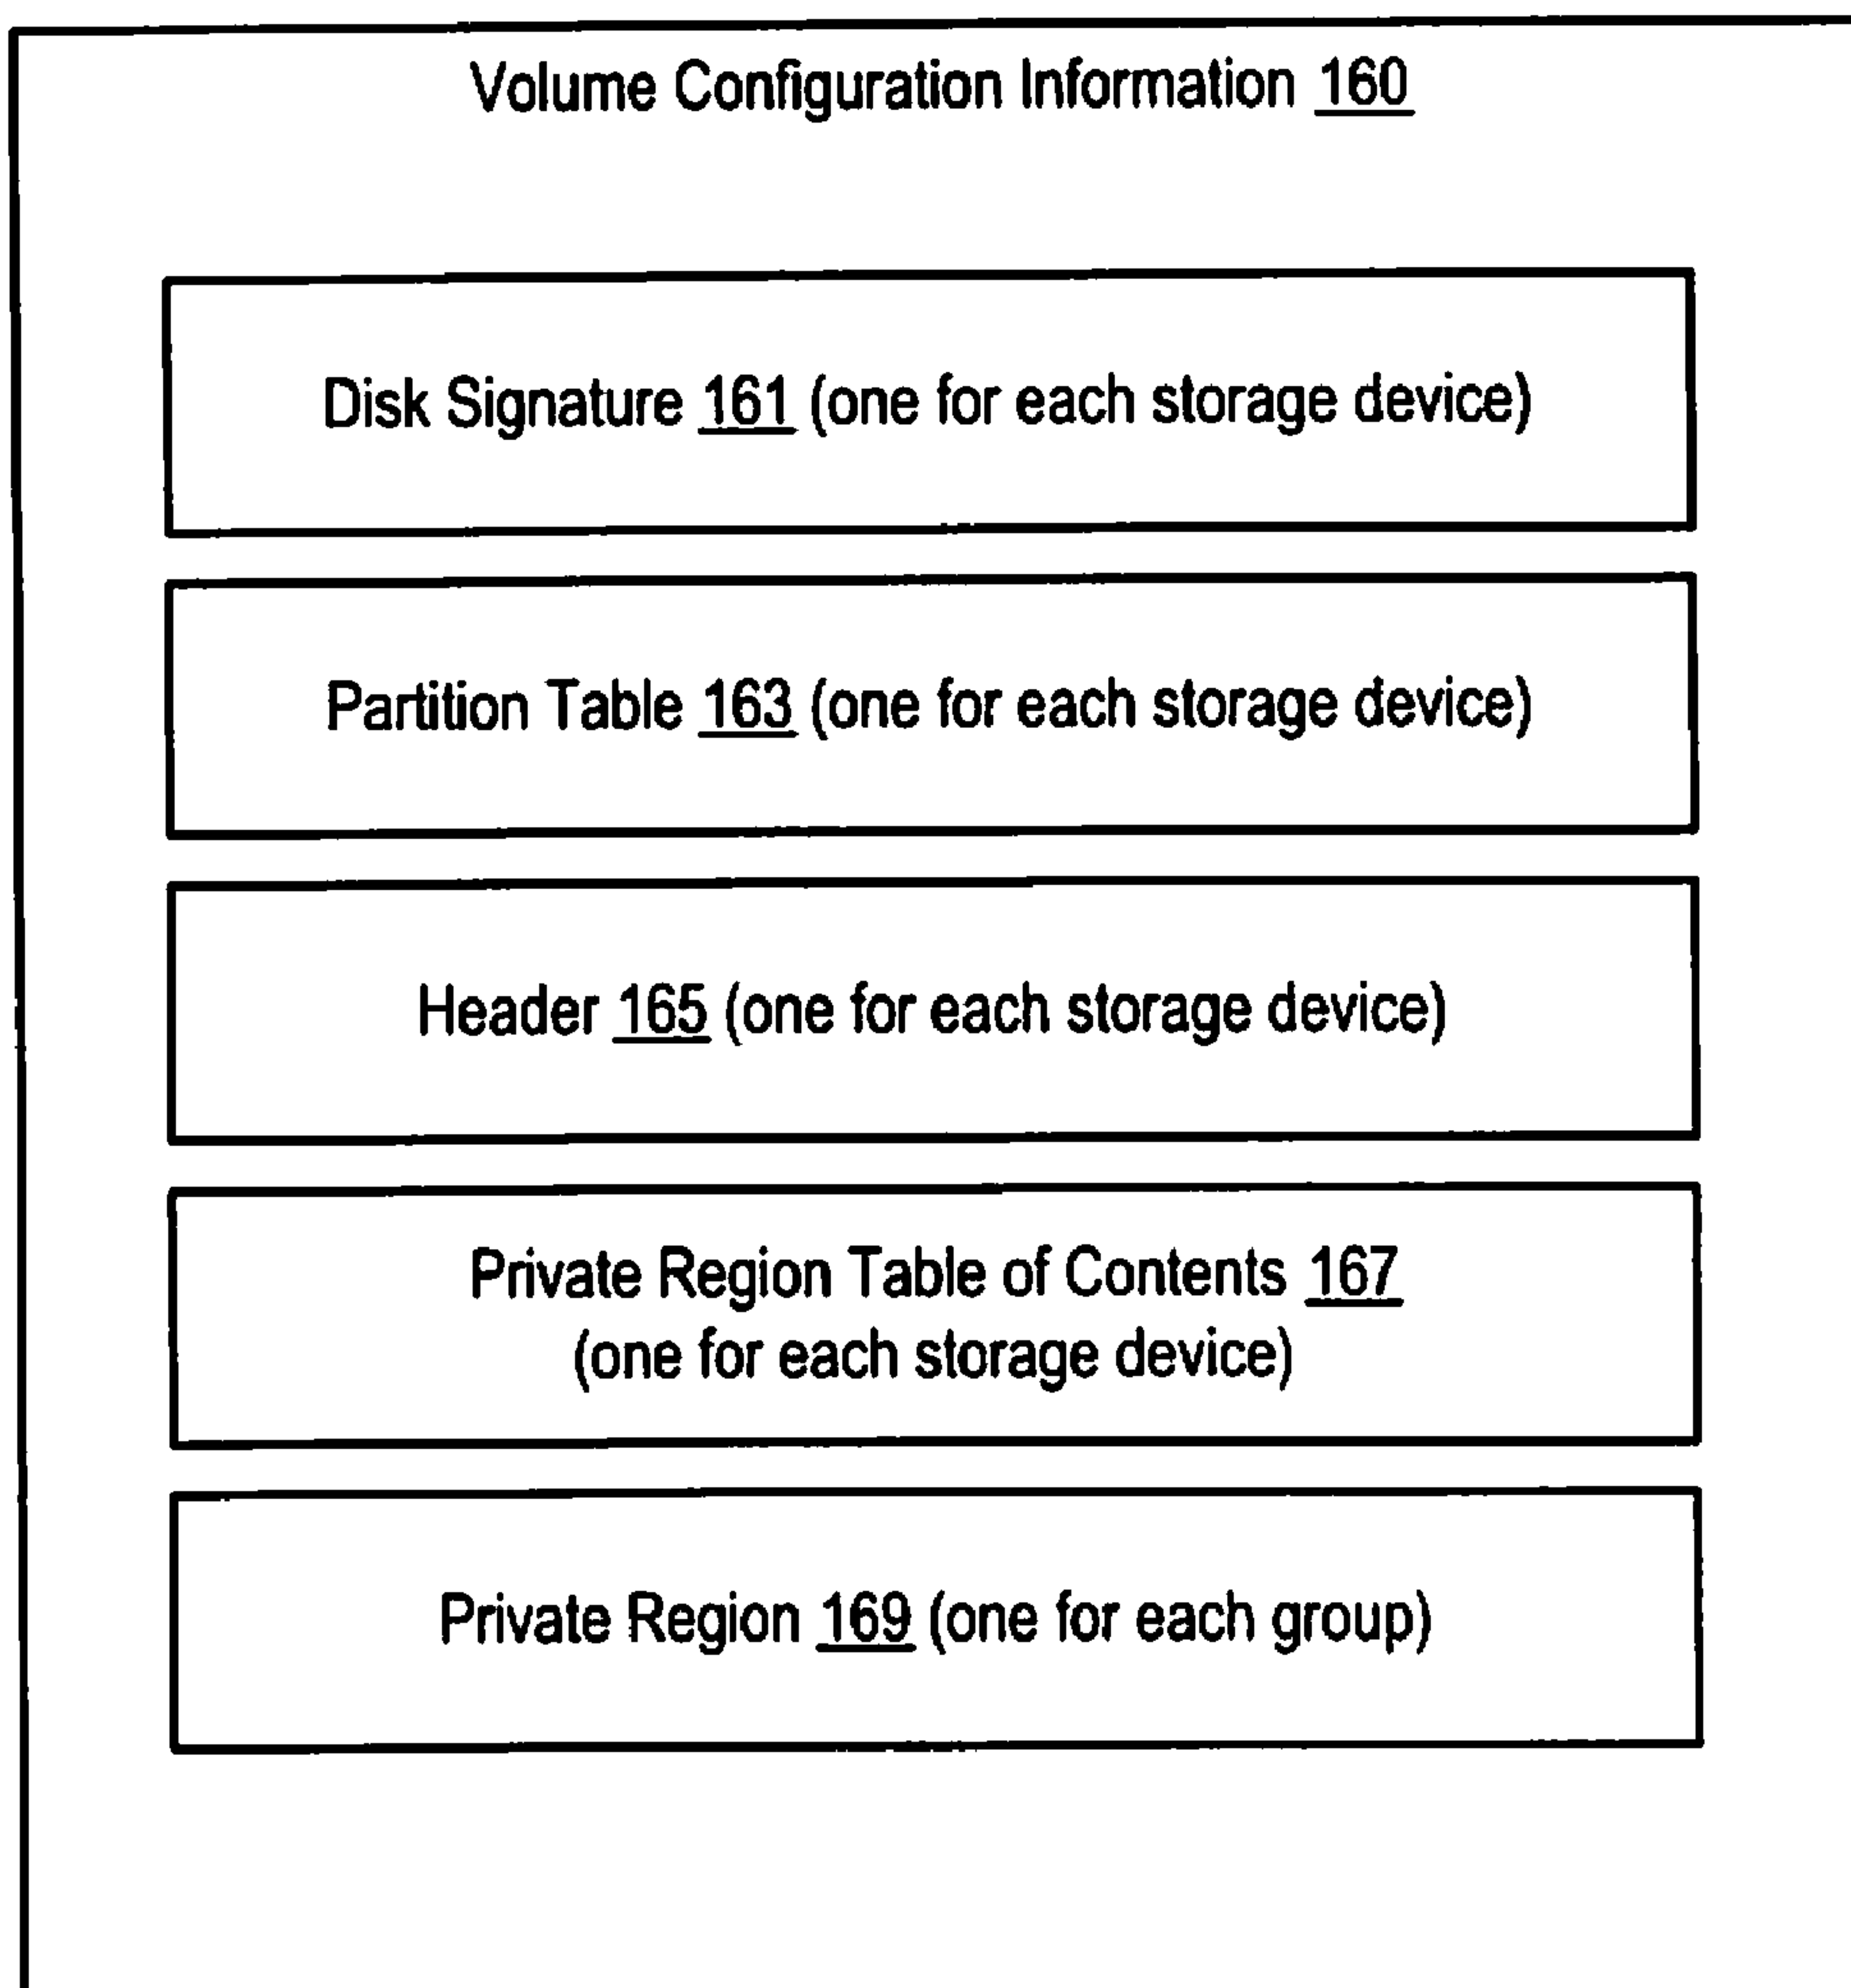 Volume Configuration Information 160
Disk Signature 161 (one for each storage device)
Partition Table 163 (one for each storage device)
Header 165 (one for each storage device)
Private Region Table of Contents 167
(one for each storage device)
Private Region 169 (one for each group)